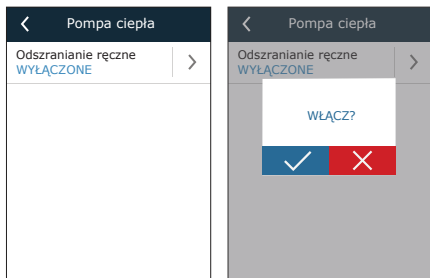 Pompa ciepła
Odszranianie ręczne
WYŁĄCZONE
Pompa ciepła
Odszranianie ręczne
WYŁĄCZONE
WŁĄCZ?